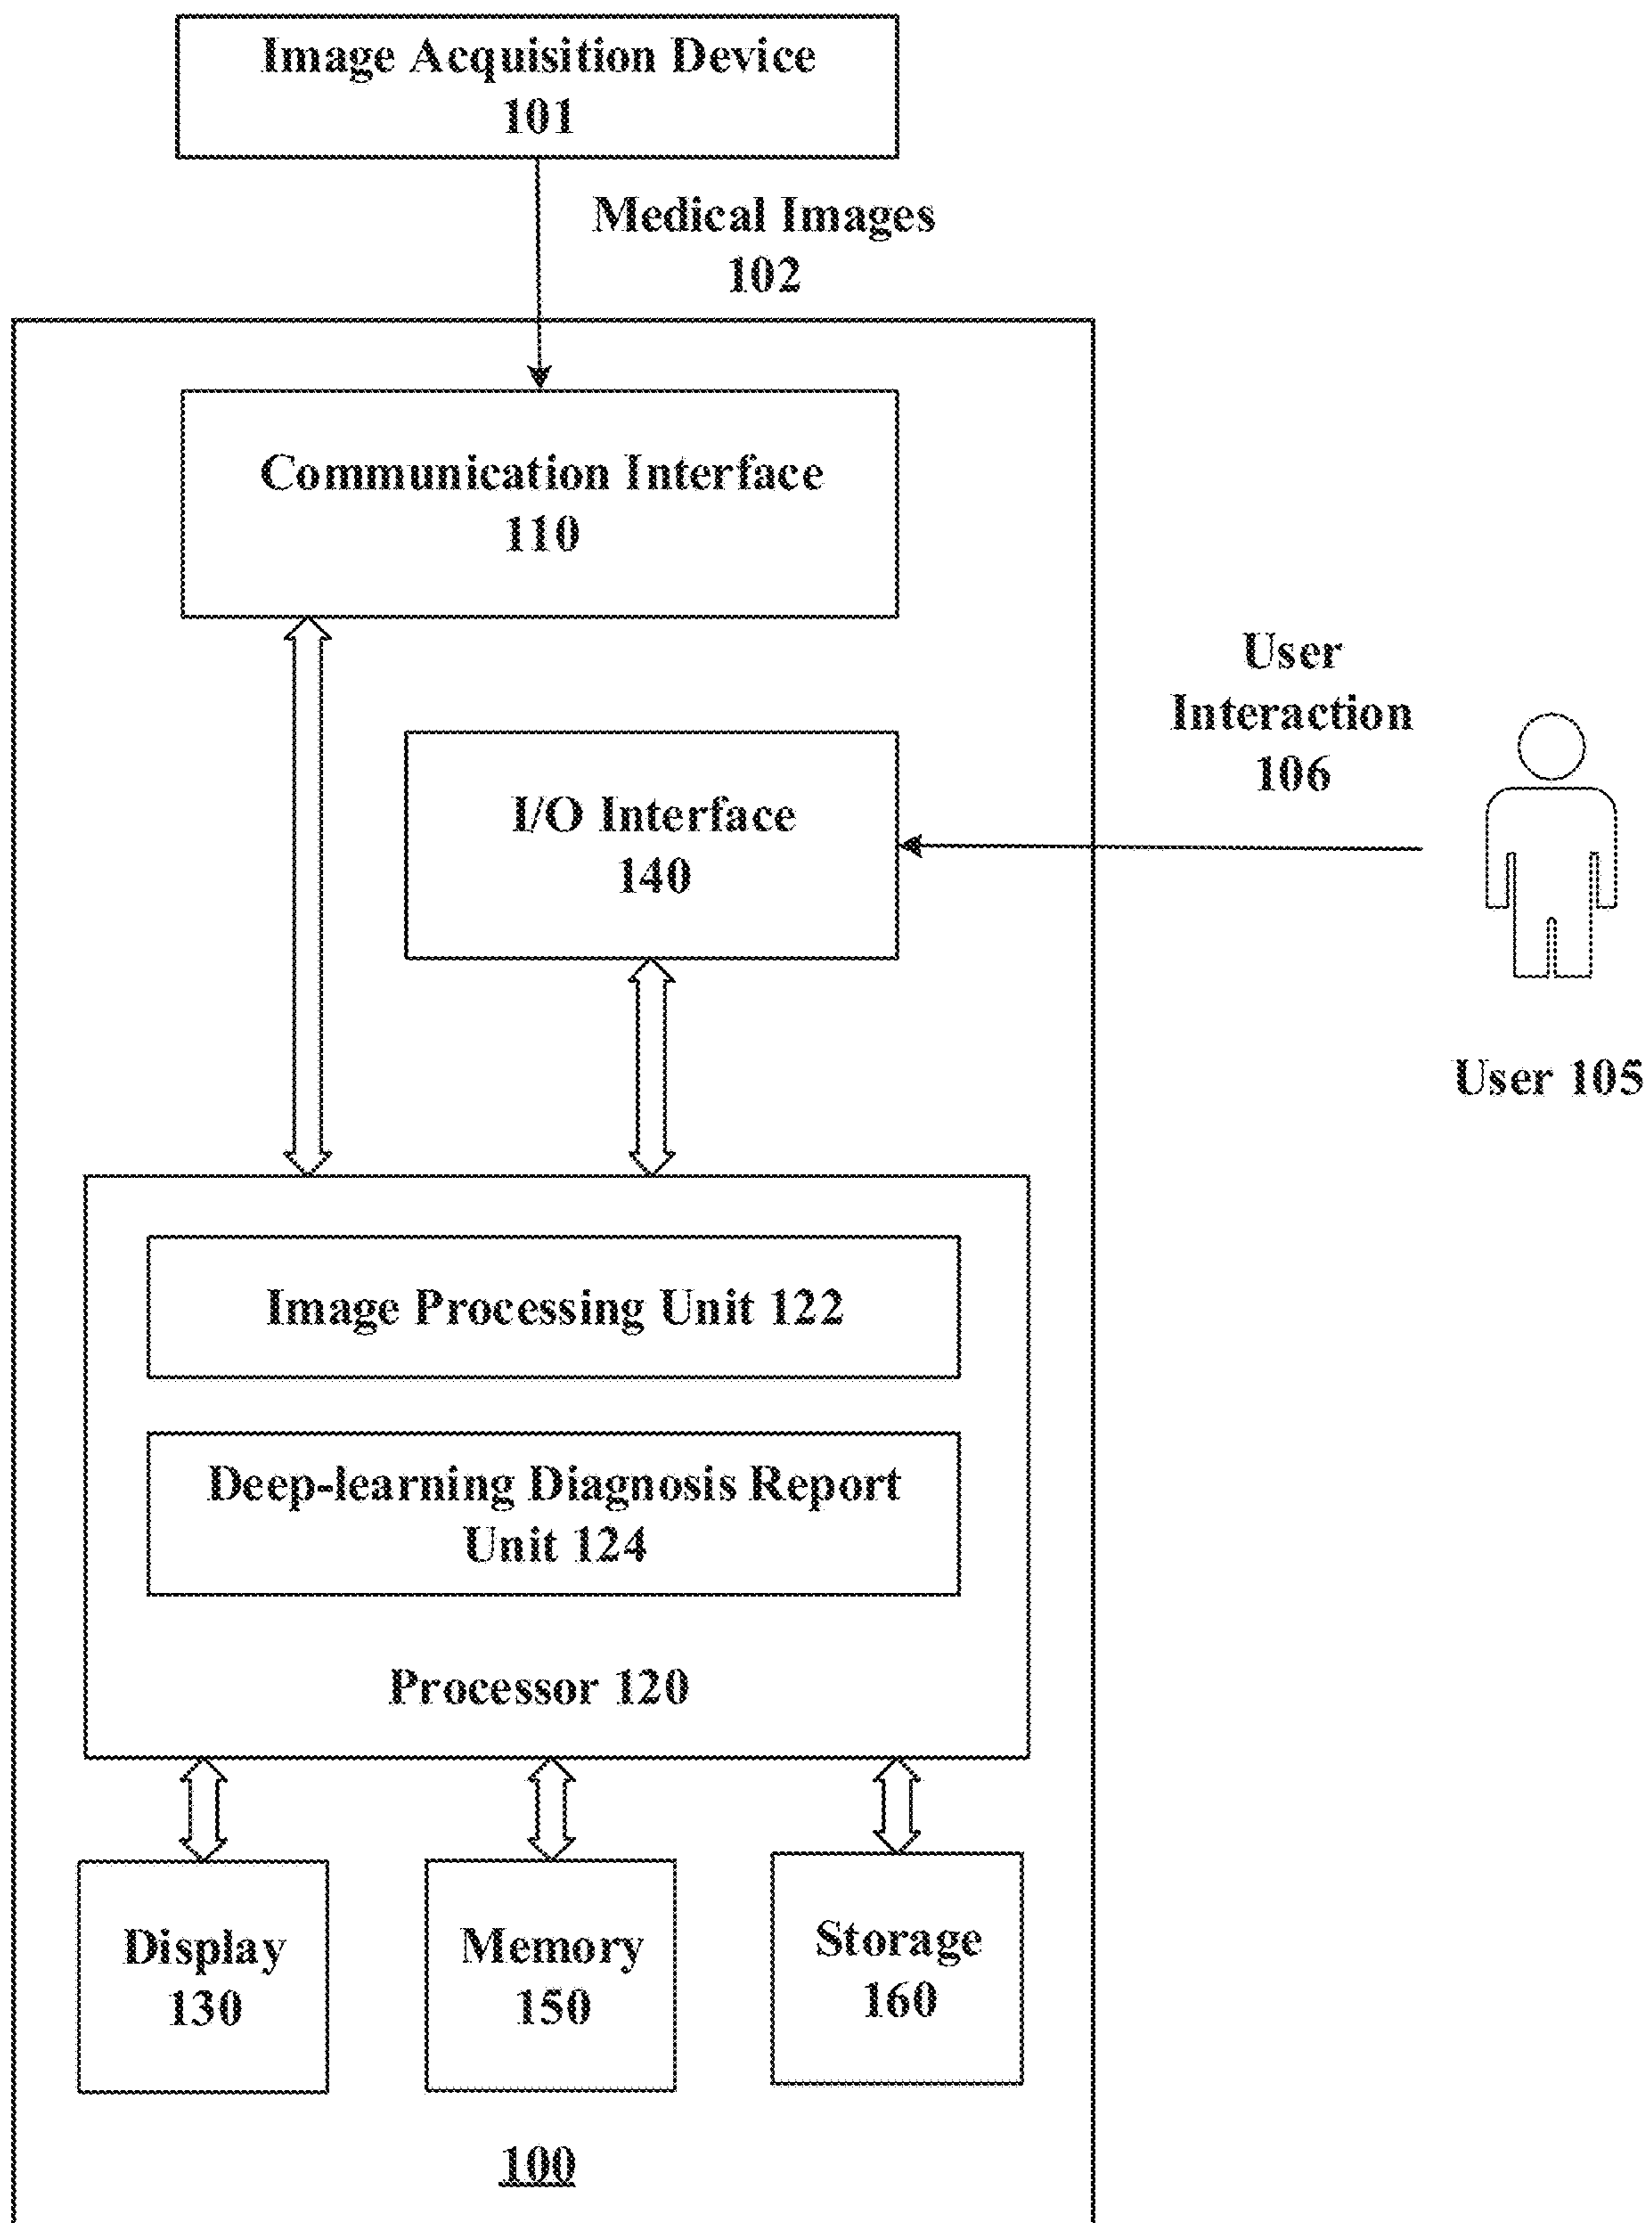 Image Acquisition Device
101
Medical Images
102
Communication Interface
110
User
Interaction
106
I/O Interface
140
User 105
Image Processing Unit 122
Deep-learning Diagnosis Report
Unit 124
Processor 120
Display
130
Memory
150
Storage
160
100